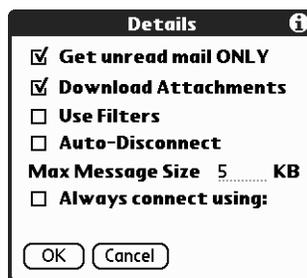 Details
Get unread mail ONLY
Download Attachments
Use Filters
Auto-Disconnect
Max Message Size 5 KB
Always connect using:
OK Cancel